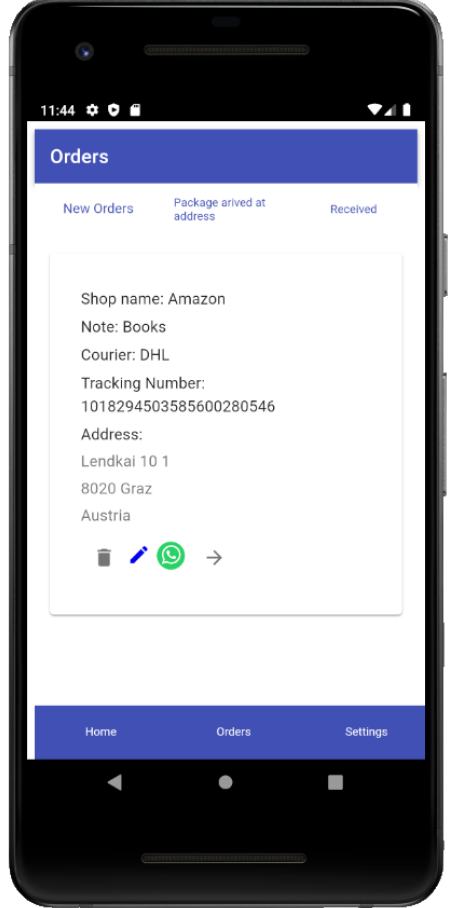 11:44
Orders
New Orders
Package arived at
address
Received
Shop name: Amazon
Note: Books
Courier: DHL
Tracking Number:
1018294503585600280546
Address:
Lendkai 10 1
8020 Graz
Austria
Home
Orders
Settings